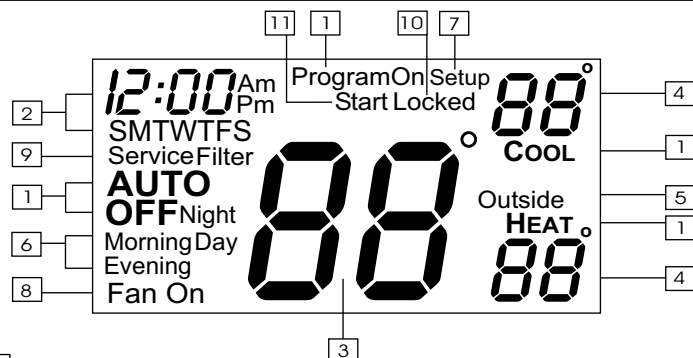 11 1 10 7
12:00 Am Pm ProgramOn Setup 88°
Start Locked
2 4
SMTWTFS
9 Service Filter 88° COOL 1
1 AUTO Outside 5
OFF Night HEAT 1
6 Morning Day 88°
Evening
8 Fan On 4
3